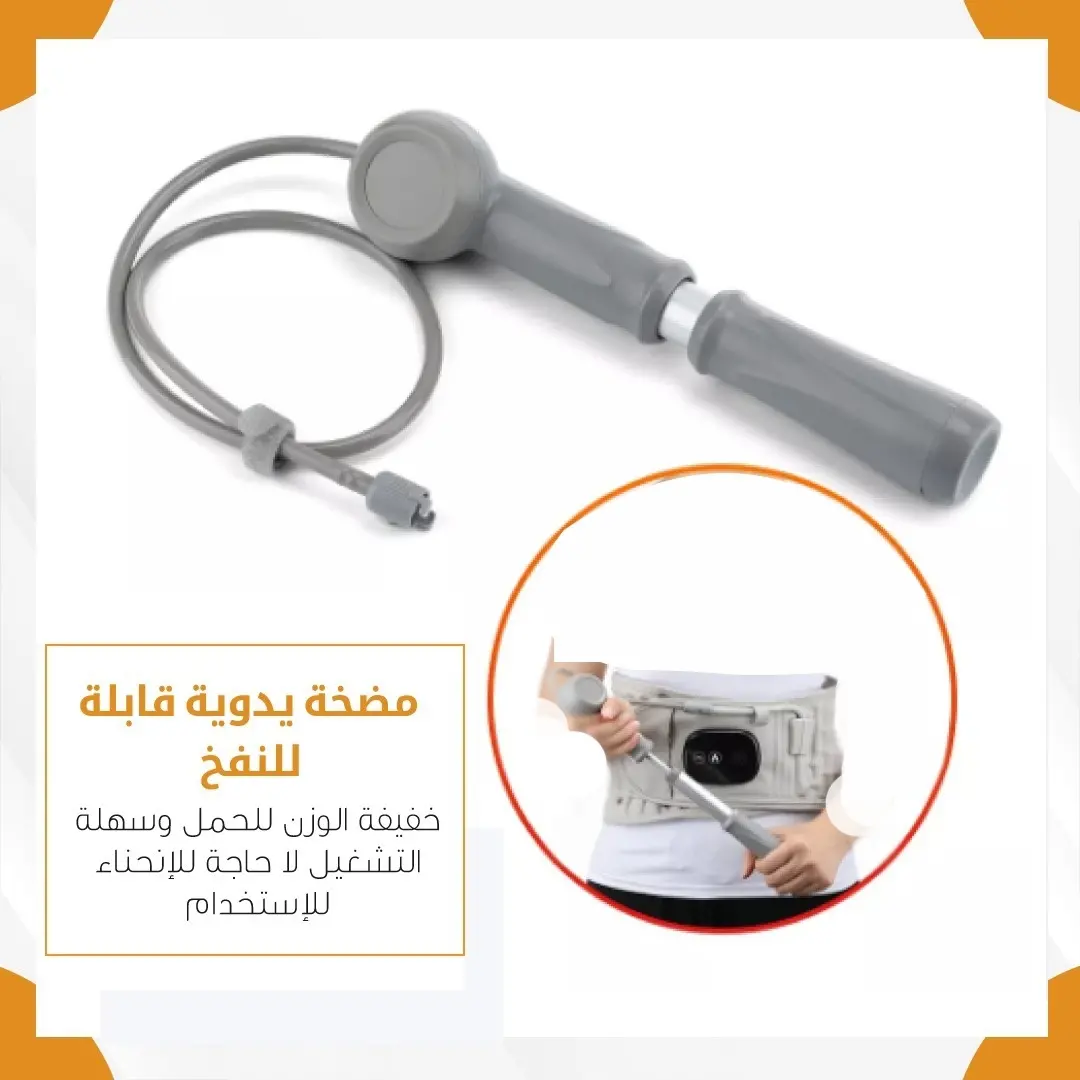 مضخة يدوية قابلة
للنفخ
خفيفة الوزن للحمل وسهلة
التشغيل لا حاجة للإنحناء
للإستخدام